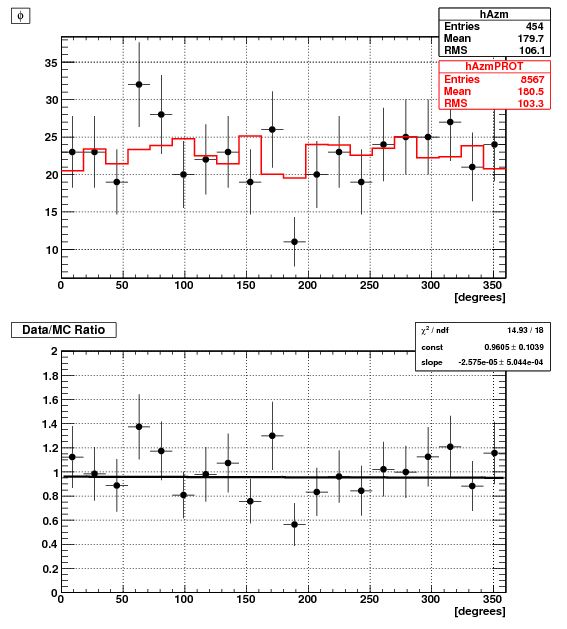 ϕ
hAzm
Entries 454
Mean 179.7
RMS 106.1
hAzmPROT
Entries 8567
Mean 180.5
RMS 103.3
35
30
25
20
15
10
0 50 100 150 200 250 300 350
[degrees]
Data/MC Ratio
χ² / ndf 14.93 / 18
const 0.9605 ± 0.1039
slope -2.575e-05 ± 5.044e-04
2
1.8
1.6
1.4
1.2
1
0.8
0.6
0.4
0.2
0
0 50 100 150 200 250 300 350
[degrees]